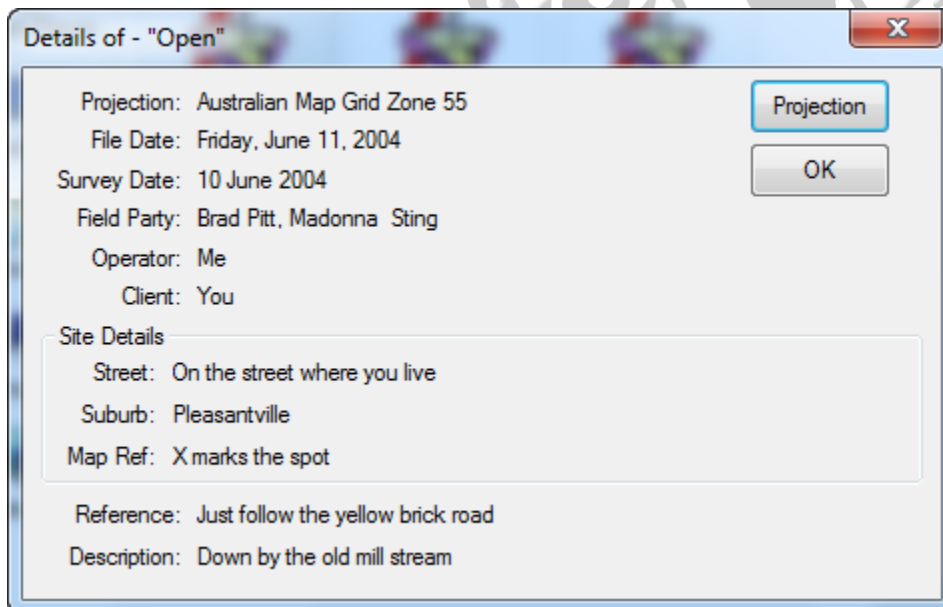 Details of - "Open"
Projection: Australian Map Grid Zone 55
Projection
File Date: Friday, June 11, 2004
Survey Date: 10 June 2004
OK
Field Party: Brad Pitt, Madonna  Sting
Operator: Me
Client: You
Site Details
Street: On the street where you live
Suburb: Pleasantville
Map Ref: X marks the spot
Reference: Just follow the yellow brick road
Description: Down by the old mill stream